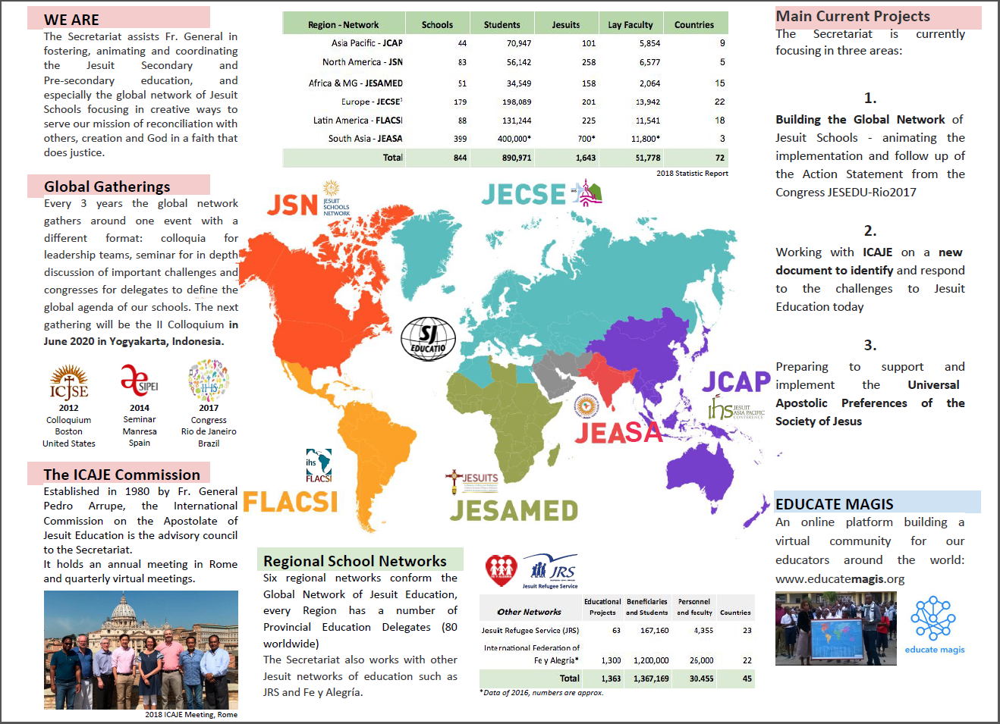 WE ARE
The Secretariat assists Fr. General in
fostering, animating and coordinating
the Jesuit Secondary and
Pre-secondary education, and
especially the global network of Jesuit
Schools focusing in creative ways to
serve our mission of reconciliation with
others, creation and God in a faith that
does justice.
Global Gatherings
Every 3 years the global network
gathers around one event with a
different format: colloquia for
leadership teams, seminar for in depth
discussion of important challenges and
congresses for delegates to define the
global agenda of our schools. The next
gathering will be the II Colloquium in
June 2020 in Yogyakarta, Indonesia.
ICJSE
2012
Colloquium
Boston
United States
SIPEI
2014
Seminar
Manresa
Spain
2017
Congress
Rio de Janeiro
Brazil
The ICAJE Commission
Established in 1980 by Fr. General
Pedro Arrupe, the International
Commission on the Apostolate of
Jesuit Education is the advisory council
to the Secretariat.
It holds an annual meeting in Rome
and quarterly virtual meetings.
2018 ICAJE Meeting, Rome
Region - Network Schools Students Jesuits Lay Faculty Countries
Asia Pacific - JCAP 44 70,947 101 5,854 9
North America - JSN 83 56,142 258 6,577 5
Africa & MG - JESAMED 51 34,549 158 2,064 15
Europe - JECSE¹ 179 198,089 201 13,942 22
Latin America - FLACSI 88 131,244 225 11,541 18
South Asia - JEASA 399 400,000* 700* 11,800* 3
Total 844 890,971 1,643 51,778 72
2018 Statistic Report
JSN
JESUIT
SCHOOLS
NETWORK
JECSE
SJ
EDUCATIO
JCAP
ihs JESUIT
ASIA PACIFIC
CONFERENCE
JEASA
ihs
FLACSI
FLACSI
JESUITS
JESAMED
Regional School Networks
Six regional networks conform the
Global Network of Jesuit Education,
every Region has a number of
Provincial Education Delegates (80
worldwide)
The Secretariat also works with other
Jesuit networks of education such as
JRS and Fe y Alegría.
FE Y ALEGRIA
JRS
Jesuit Refugee Service
Other Networks Educational Projects Beneficiaries and Students Personnel and faculty Countries
Jesuit Refugee Service (JRS) 63 167,160 4,355 23
International Federation of
Fe y Alegría* 1,300 1,200,000 26,000 22
Total 1,363 1,367,169 30.455 45
*Data of 2016, numbers are approx.
Main Current Projects
The Secretariat is currently
focusing in three areas:
1.
Building the Global Network of
Jesuit Schools - animating the
implementation and follow up of
the Action Statement from the
Congress JESEDU-Rio2017
2.
Working with ICAJE on a new
document to identify and respond
to the challenges to Jesuit
Education today
3.
Preparing to support and
implement the Universal
Apostolic Preferences of the
Society of Jesus
EDUCATE MAGIS
An online platform building a
virtual community for our
educators around the world:
www.educatemagis.org
educate magis